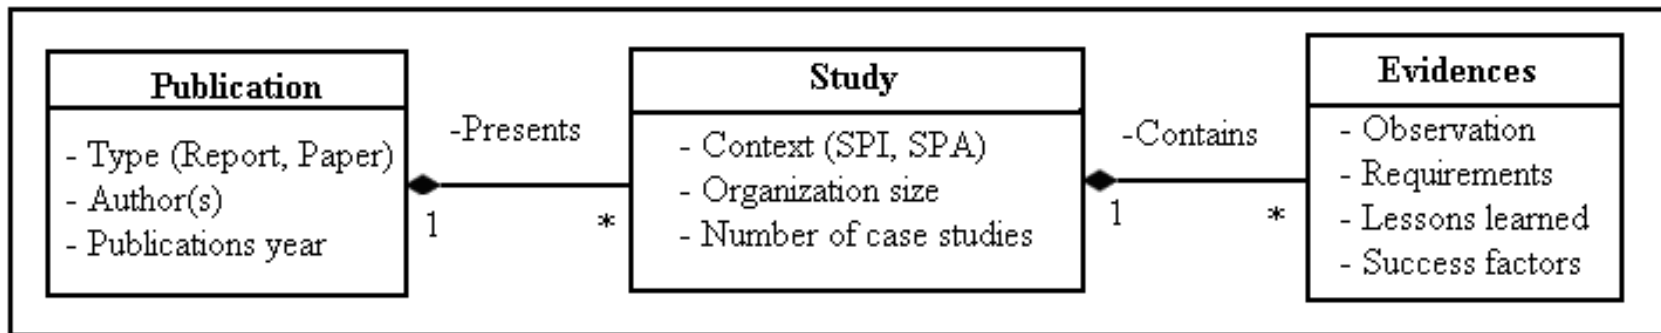 Publication
- Type (Report, Paper)
- Author(s)
- Publications year
-Presents
1
*
Study
- Context (SPI, SPA)
- Organization size
- Number of case studies
-Contains
1
*
Evidences
- Observation
- Requirements
- Lessons learned
- Success factors